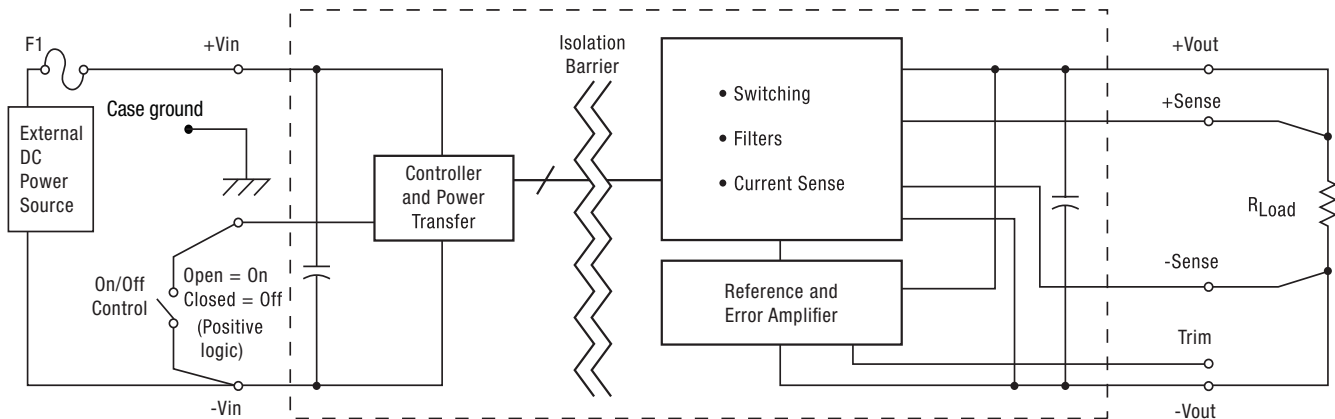 F1
+Vin
Case ground
External
DC
Power
Source
On/Off
Control
Open = On
Closed = Off
(Positive
logic)
-Vin
Controller
and Power
Transfer
Isolation
Barrier
• Switching
• Filters
• Current Sense
Reference and
Error Amplifier
+Vout
+Sense
RLoad
-Sense
Trim
-Vout